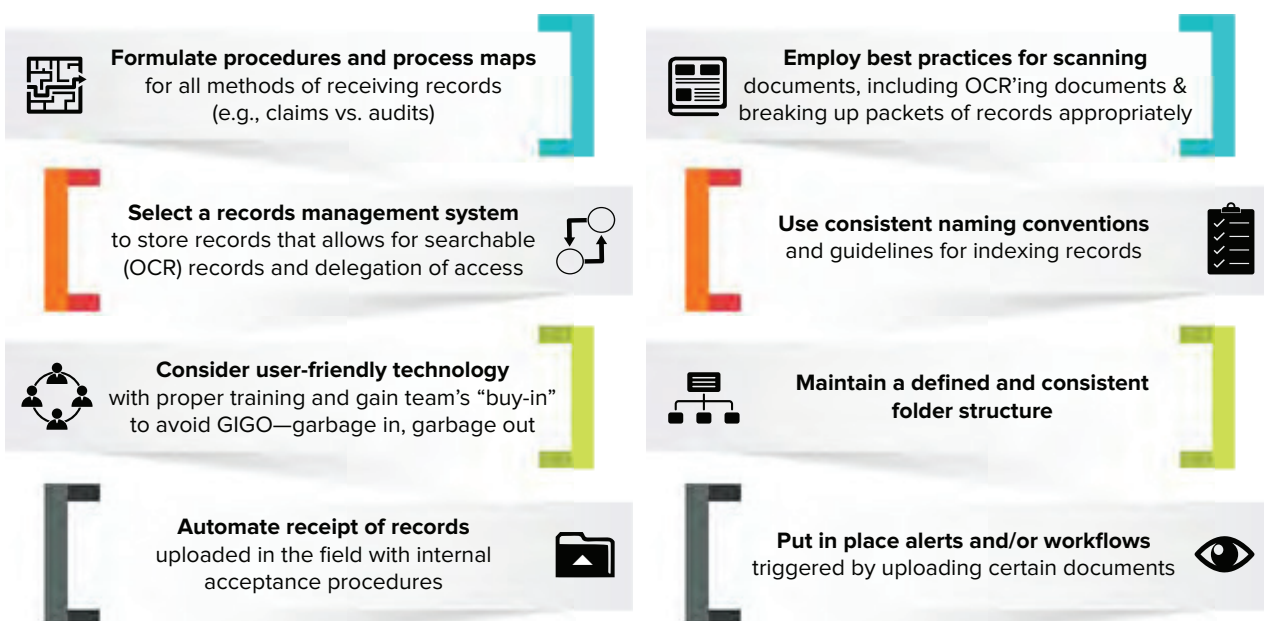 Formulate procedures and process maps
for all methods of receiving records
(e.g., claims vs. audits)
Select a records management system
to store records that allows for searchable
(OCR) records and delegation of access
Consider user-friendly technology
with proper training and gain team’s “buy-in”
to avoid GIGO—garbage in, garbage out
Automate receipt of records
uploaded in the field with internal
acceptance procedures
Employ best practices for scanning
documents, including OCR’ing documents &
breaking up packets of records appropriately
Use consistent naming conventions
and guidelines for indexing records
Maintain a defined and consistent
folder structure
Put in place alerts and/or workflows
triggered by uploading certain documents